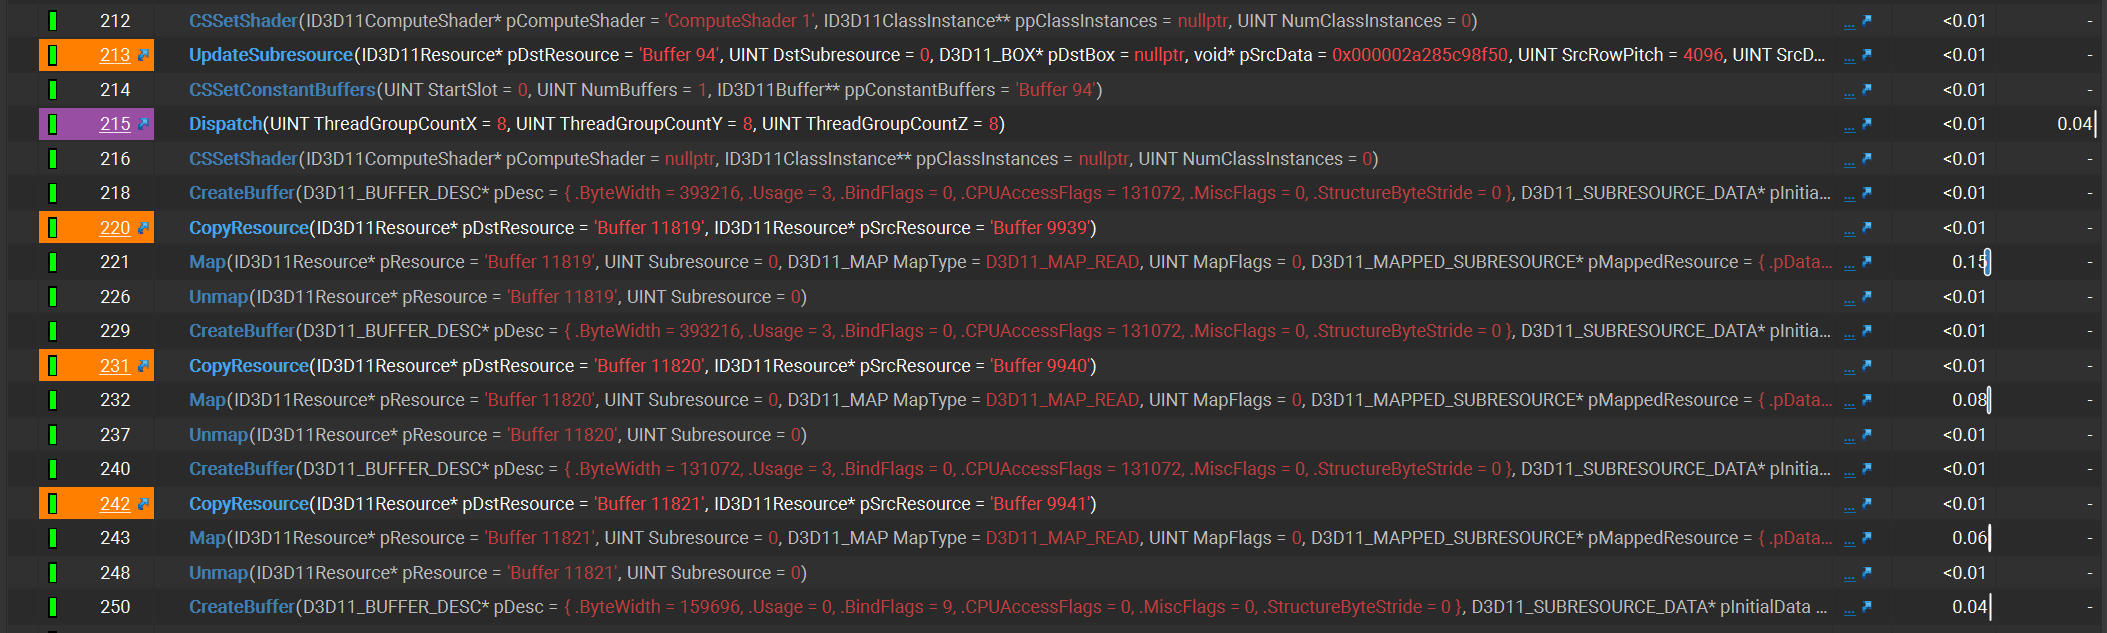 212 CSSetShader(ID3D11ComputeShader* pComputeShader = 'ComputeShader 1', ID3D11ClassInstance** ppClassInstances = nullptr, UINT NumClassInstances = 0) ... <0.01 -
213 UpdateSubresource(ID3D11Resource* pDstResource = 'Buffer 94', UINT DstSubresource = 0, D3D11_BOX* pDstBox = nullptr, void* pSrcData = 0x000002a285c98f50, UINT SrcRowPitch = 4096, UINT SrcD... ... <0.01 -
214 CSSetConstantBuffers(UINT StartSlot = 0, UINT NumBuffers = 1, ID3D11Buffer** ppConstantBuffers = 'Buffer 94') ... <0.01 -
215 Dispatch(UINT ThreadGroupCountX = 8, UINT ThreadGroupCountY = 8, UINT ThreadGroupCountZ = 8) ... <0.01 0.04
216 CSSetShader(ID3D11ComputeShader* pComputeShader = nullptr, ID3D11ClassInstance** ppClassInstances = nullptr, UINT NumClassInstances = 0) ... <0.01 -
218 CreateBuffer(D3D11_BUFFER_DESC* pDesc = { .ByteWidth = 393216, .Usage = 3, .BindFlags = 0, .CPUAccessFlags = 131072, .MiscFlags = 0, .StructureByteStride = 0 }, D3D11_SUBRESOURCE_DATA* pInitia... ... <0.01 -
220 CopyResource(ID3D11Resource* pDstResource = 'Buffer 11819', ID3D11Resource* pSrcResource = 'Buffer 9939') ... <0.01 -
221 Map(ID3D11Resource* pResource = 'Buffer 11819', UINT Subresource = 0, D3D11_MAP MapType = D3D11_MAP_READ, UINT MapFlags = 0, D3D11_MAPPED_SUBRESOURCE* pMappedResource = { .pData... ... 0.15 -
226 Unmap(ID3D11Resource* pResource = 'Buffer 11819', UINT Subresource = 0) ... <0.01 -
229 CreateBuffer(D3D11_BUFFER_DESC* pDesc = { .ByteWidth = 393216, .Usage = 3, .BindFlags = 0, .CPUAccessFlags = 131072, .MiscFlags = 0, .StructureByteStride = 0 }, D3D11_SUBRESOURCE_DATA* pInitia... ... <0.01 -
231 CopyResource(ID3D11Resource* pDstResource = 'Buffer 11820', ID3D11Resource* pSrcResource = 'Buffer 9940') ... <0.01 -
232 Map(ID3D11Resource* pResource = 'Buffer 11820', UINT Subresource = 0, D3D11_MAP MapType = D3D11_MAP_READ, UINT MapFlags = 0, D3D11_MAPPED_SUBRESOURCE* pMappedResource = { .pData... ... 0.08 -
237 Unmap(ID3D11Resource* pResource = 'Buffer 11820', UINT Subresource = 0) ... <0.01 -
240 CreateBuffer(D3D11_BUFFER_DESC* pDesc = { .ByteWidth = 131072, .Usage = 3, .BindFlags = 0, .CPUAccessFlags = 131072, .MiscFlags = 0, .StructureByteStride = 0 }, D3D11_SUBRESOURCE_DATA* pInitia... ... <0.01 -
242 CopyResource(ID3D11Resource* pDstResource = 'Buffer 11821', ID3D11Resource* pSrcResource = 'Buffer 9941') ... <0.01 -
243 Map(ID3D11Resource* pResource = 'Buffer 11821', UINT Subresource = 0, D3D11_MAP MapType = D3D11_MAP_READ, UINT MapFlags = 0, D3D11_MAPPED_SUBRESOURCE* pMappedResource = { .pData... ... 0.06 -
248 Unmap(ID3D11Resource* pResource = 'Buffer 11821', UINT Subresource = 0) ... <0.01 -
250 CreateBuffer(D3D11_BUFFER_DESC* pDesc = { .ByteWidth = 159696, .Usage = 0, .BindFlags = 9, .CPUAccessFlags = 0, .MiscFlags = 0, .StructureByteStride = 0 }, D3D11_SUBRESOURCE_DATA* pInitialData ... ... 0.04 -